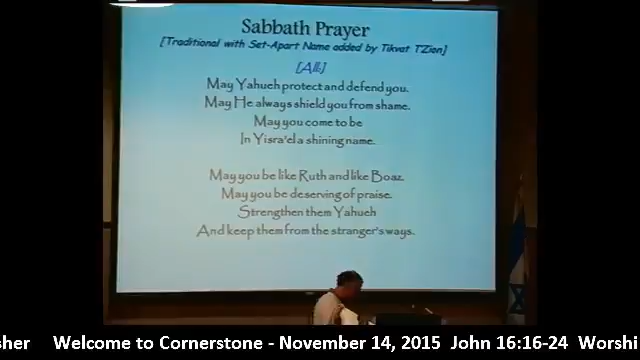 Sabbath Prayer
[Traditional with Set-Apart Name added by Tikvat T'Zion]
[All:]
May Yahueh protect and defend you.
May He always shield you from shame.
May you come to be
In Yisra'el a shining name.
May you be like Ruth and like Boaz.
May you be deserving of praise.
Strengthen them Yahueh
And keep them from the stranger's ways.
sher Welcome to Cornerstone - November 14, 2015 John 16:16-24 Worshi